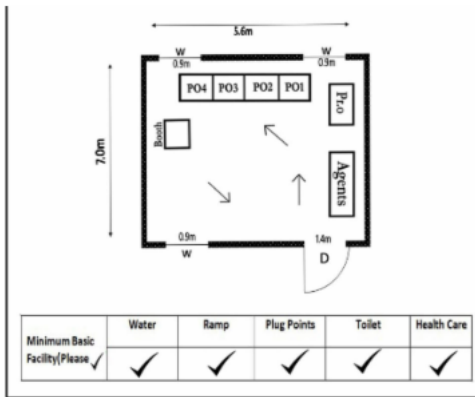 5.6m
W W
0.9m 0.9m
PO4 PO3 PO2 PO1
Pro
Booth
7.0m
Agents
0.9m 1.4m
W D
Water Ramp Plug Points Toilet Health Care
Minimum Basic
Facility(Please ✓
✓ ✓ ✓ ✓ ✓